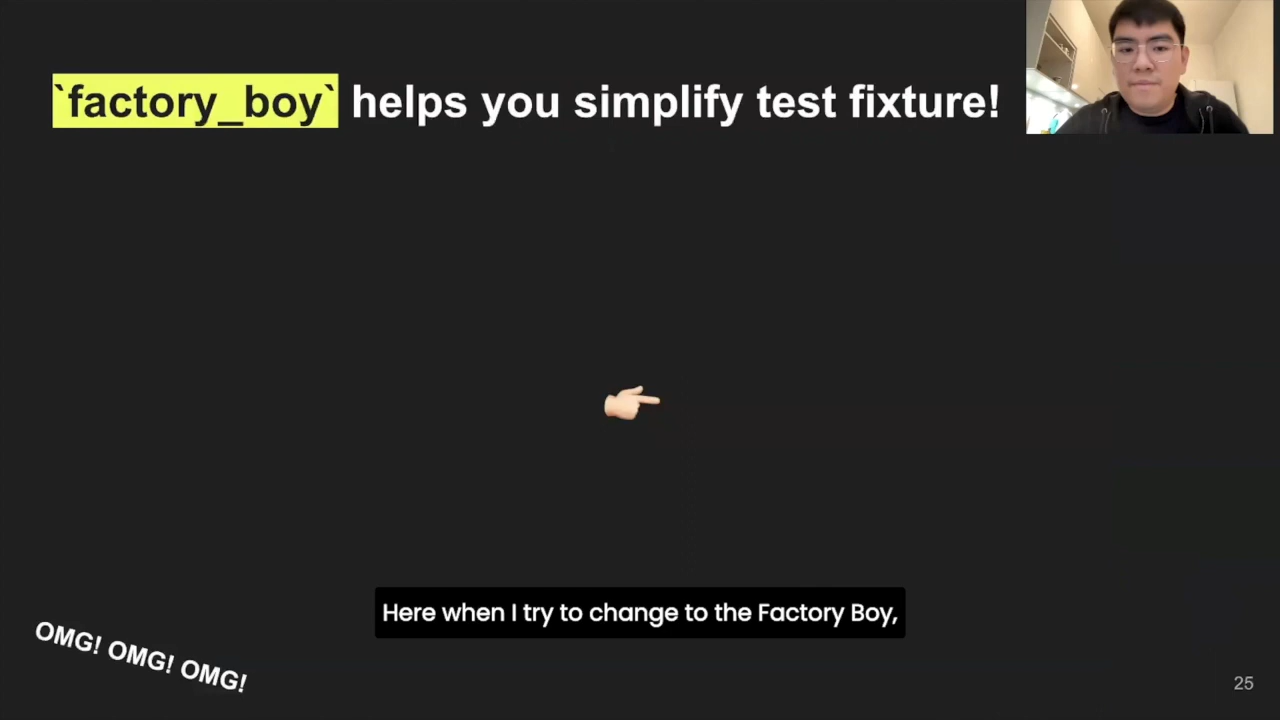 `factory_boy` helps you simplify test fixture!
Here when I try to change to the Factory Boy,
OMG! OMG! OMG!
25